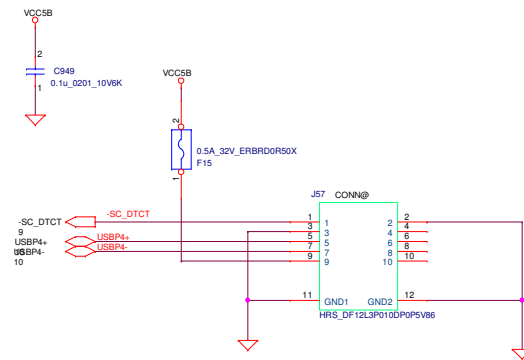 VCC5B
2
C949
0.1u_0201_10V6K
1
VCC5B
2
0.5A_32V_ERBRD0R50X
F15
1
J57 CONN@
-SC_DTCT -SC_DTCT 1 1 2 2
9 3 3 4 4
USBP4+ USBP4+ 5 5 6 6
USBP4- USBP4- 7 7 8 8
10 9 9 10 10
11 GND1 GND2 12
HRS_DF12L3P010DP0P5V86